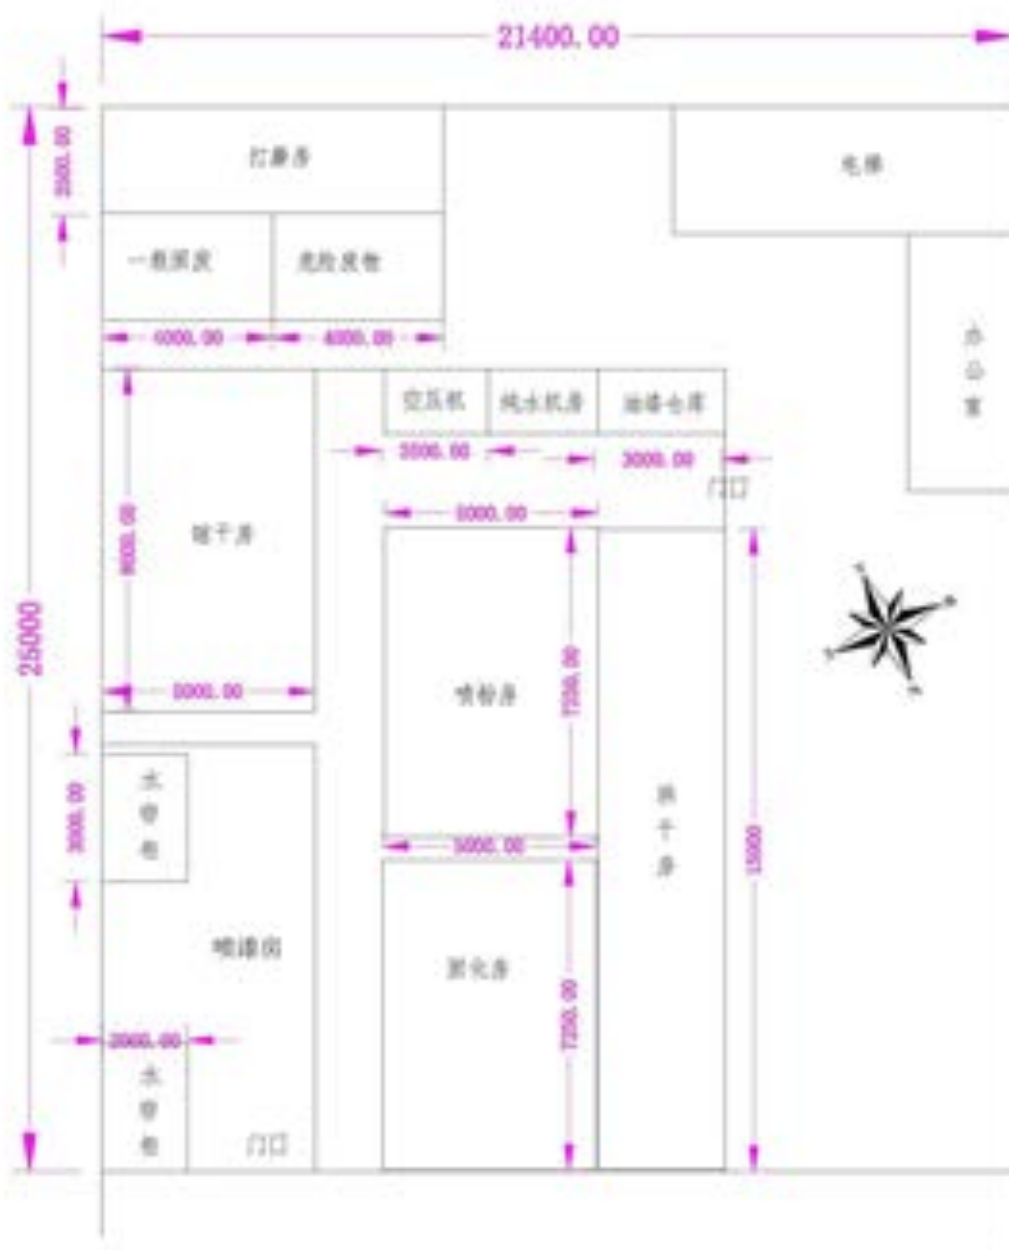 21400.00
打磨房
电梯
2500.00
一般固废
危险废物
4000.00
4000.00
办公室
空压机
纯水机房
油漆仓库
2500.00
3000.00
门口
5000.00
8000.00
晾干房
25000
5000.00
喷粉房
7250.00
水帘柜
3000.00
烘干房
15000
5000.00
喷漆房
固化房
7250.00
2000.00
水帘柜
门口